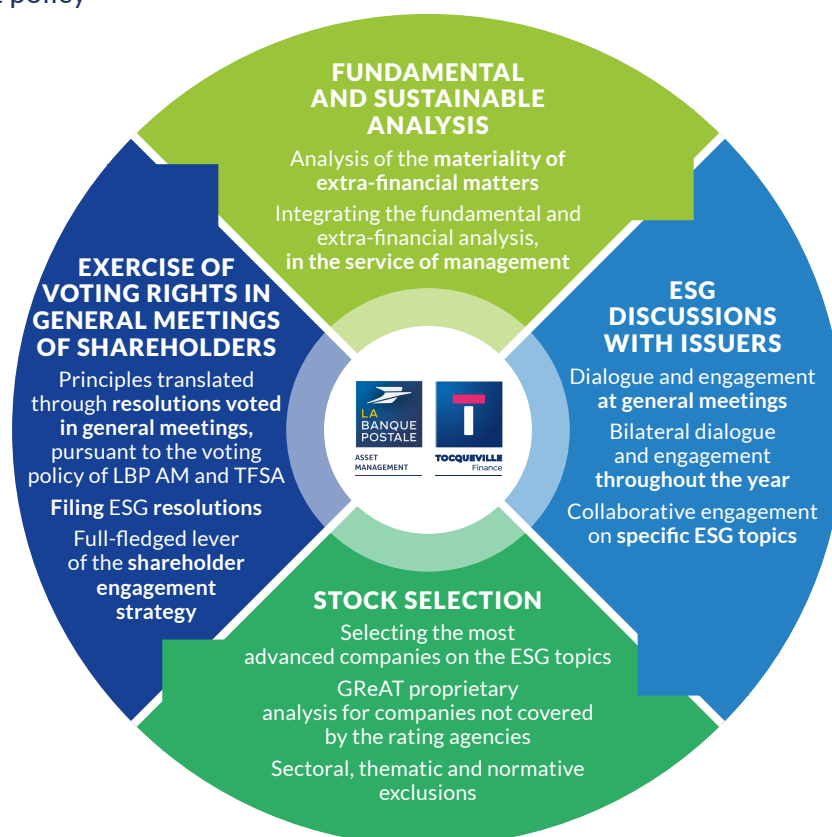 policy
FUNDAMENTAL
AND SUSTAINABLE
ANALYSIS
Analysis of the materiality of
extra-financial matters
Integrating the fundamental and
extra-financial analysis,
in the service of management
EXERCISE OF
VOTING RIGHTS IN
GENERAL MEETINGS
OF SHAREHOLDERS
Principles translated
through resolutions voted
in general meetings,
pursuant to the voting
policy of LBP AM and TFSA
Filing ESG resolutions
Full-fledged lever
of the shareholder
engagement
strategy
ESG
DISCUSSIONS
WITH ISSUERS
Dialogue and engagement
at general meetings
Bilateral dialogue
and engagement
throughout the year
Collaborative engagement
on specific ESG topics
LA
BANQUE
POSTALE
ASSET
MANAGEMENT
T
TOCQUEVILLE
Finance
STOCK SELECTION
Selecting the most
advanced companies on the ESG topics
GReAT proprietary
analysis for companies not covered
by the rating agencies
Sectoral, thematic and normative
exclusions